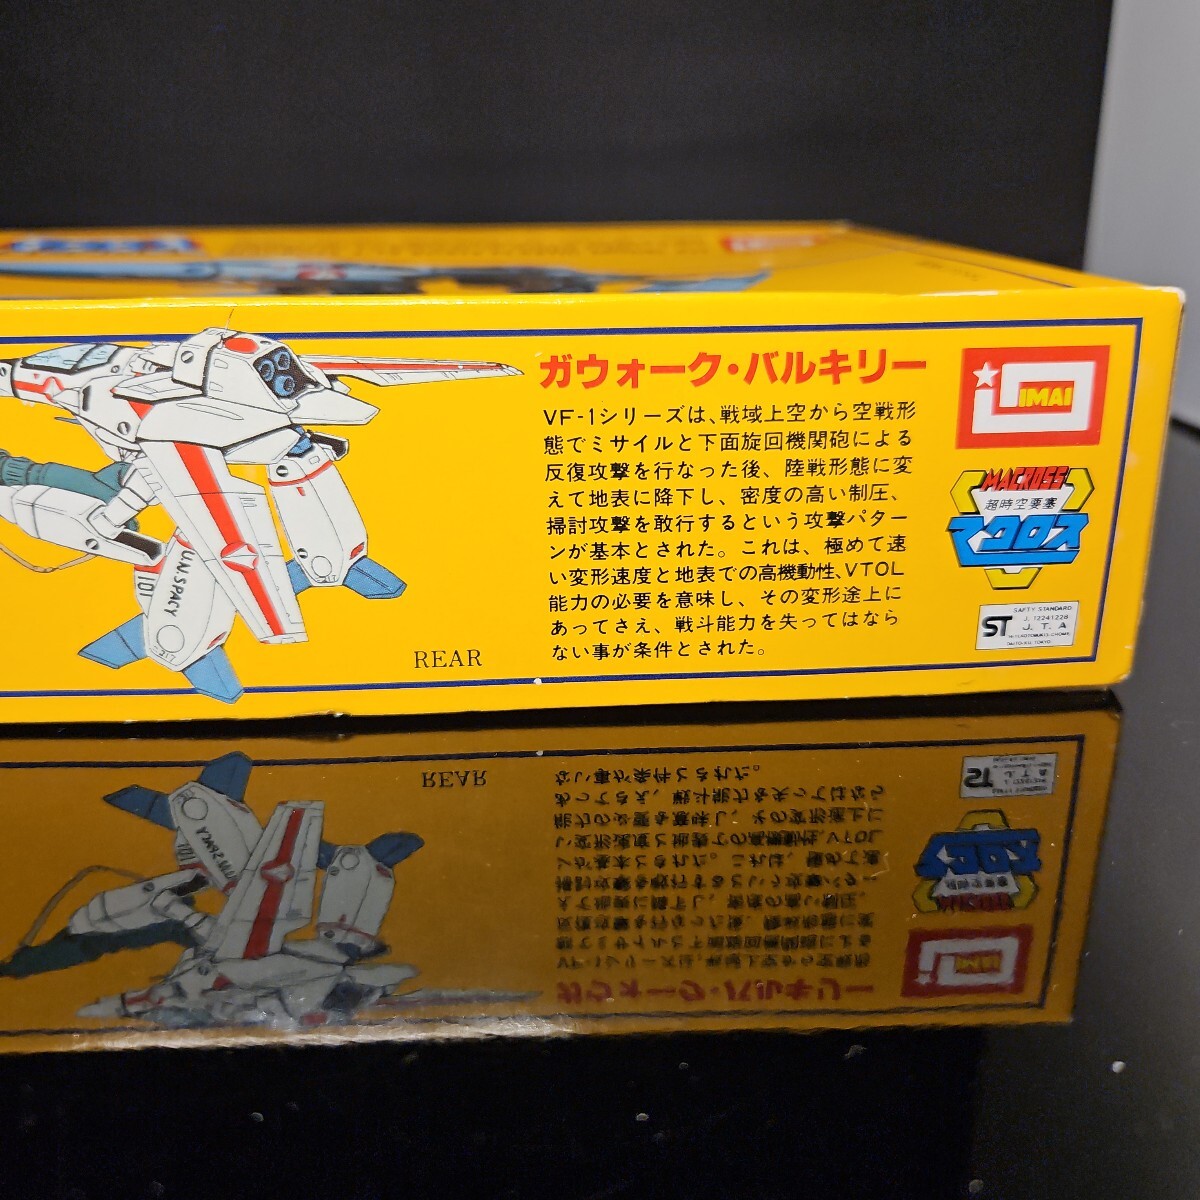 ガウォーク・バルキリー
VF-1シリーズは、戦域上空から空戦形
態でミサイルと下面旋回機関砲による
反復攻撃を行なった後、陸戦形態に変
えて地表に降下し、密度の高い制圧、
掃討攻撃を敢行するという攻撃パター
ンが基本とされた。これは、極めて速
い変形速度と地表での高機動性、VTOL
能力の必要を意味し、その変形途上に
あってさえ、戦斗能力を失ってはなら
ない事が条件とされた。
REAR
U.N.SPACY
101
IMAI
MACROSS
超時空要塞
マクロス
ST
SAFTY STANDARD
J. 12241228
J. T. A